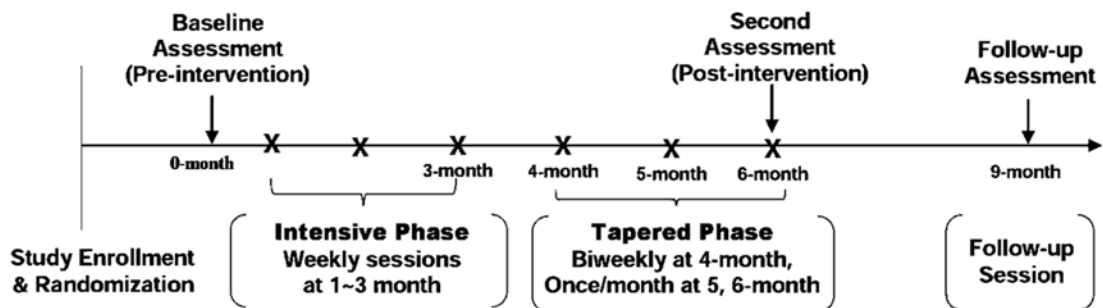 Baseline
Assessment
(Pre-intervention)
Second
Assessment
(Post-intervention)
Follow-up
Assessment
X X X X X X
0-month 3-month 4-month 5-month 6-month 9-month
Study Enrollment
& Randomization
Intensive Phase
Weekly sessions
at 1~3 month
Tapered Phase
Biweekly at 4-month,
Once/month at 5, 6-month
Follow-up
Session